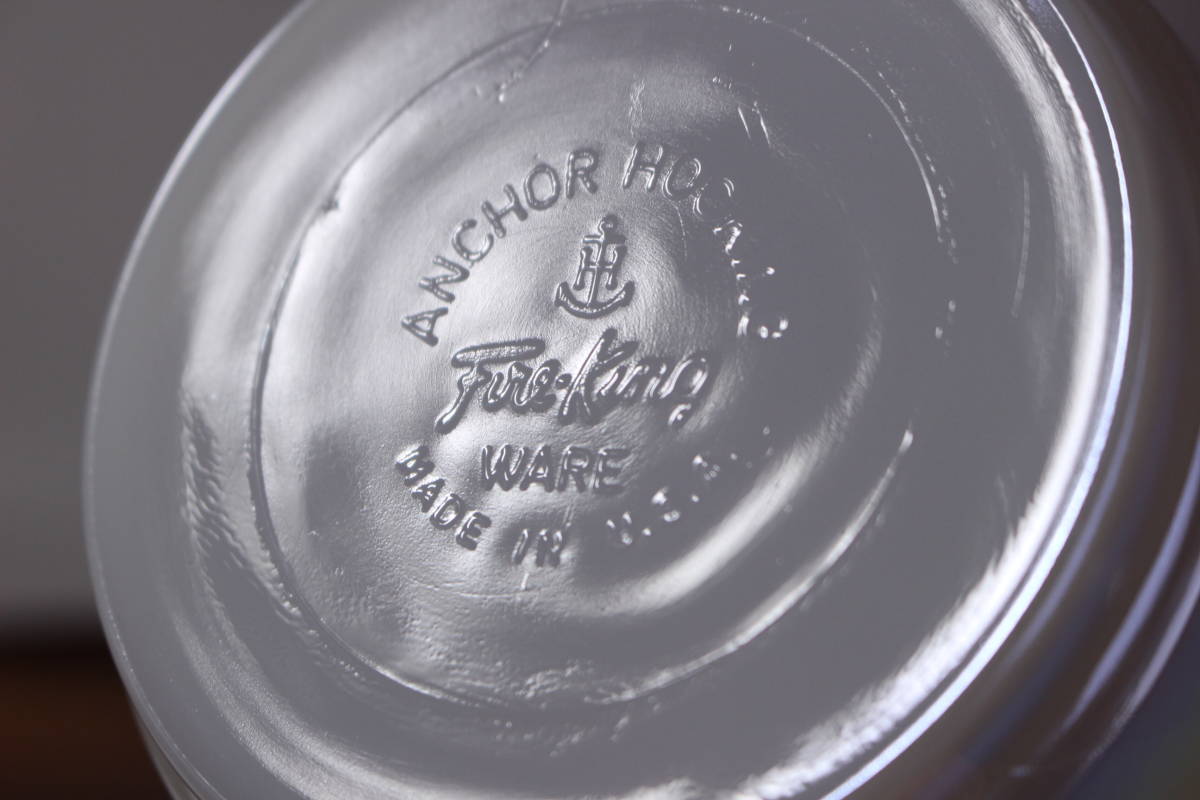 ANCHOR HOCKING
H
Fire-King
WARE
MADE IN U.S.A.